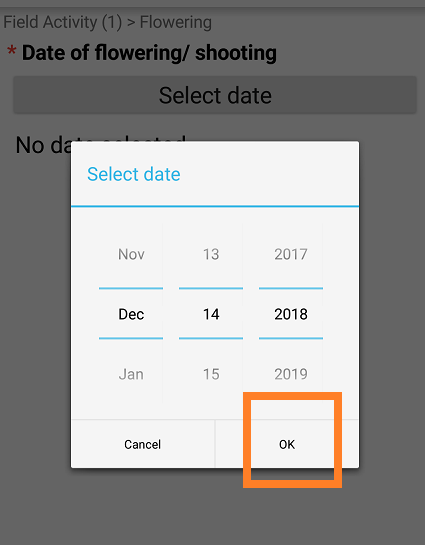 Field Activity (1) > Flowering
* Date of flowering/ shooting
Select date
No date selected
Select date
Nov 13 2017
Dec 14 2018
Jan 15 2019
Cancel OK